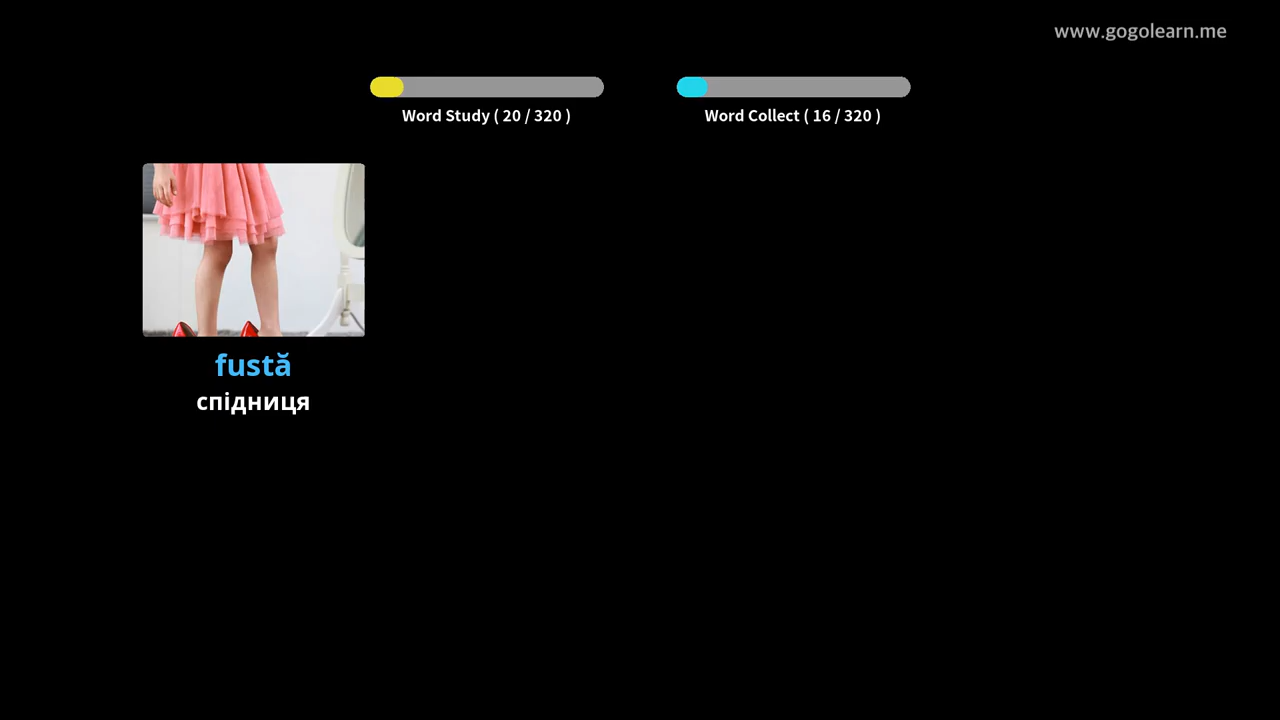 www.gogolearn.me
Word Study ( 20 / 320 )
Word Collect ( 16 / 320 )
fustă
спідниця